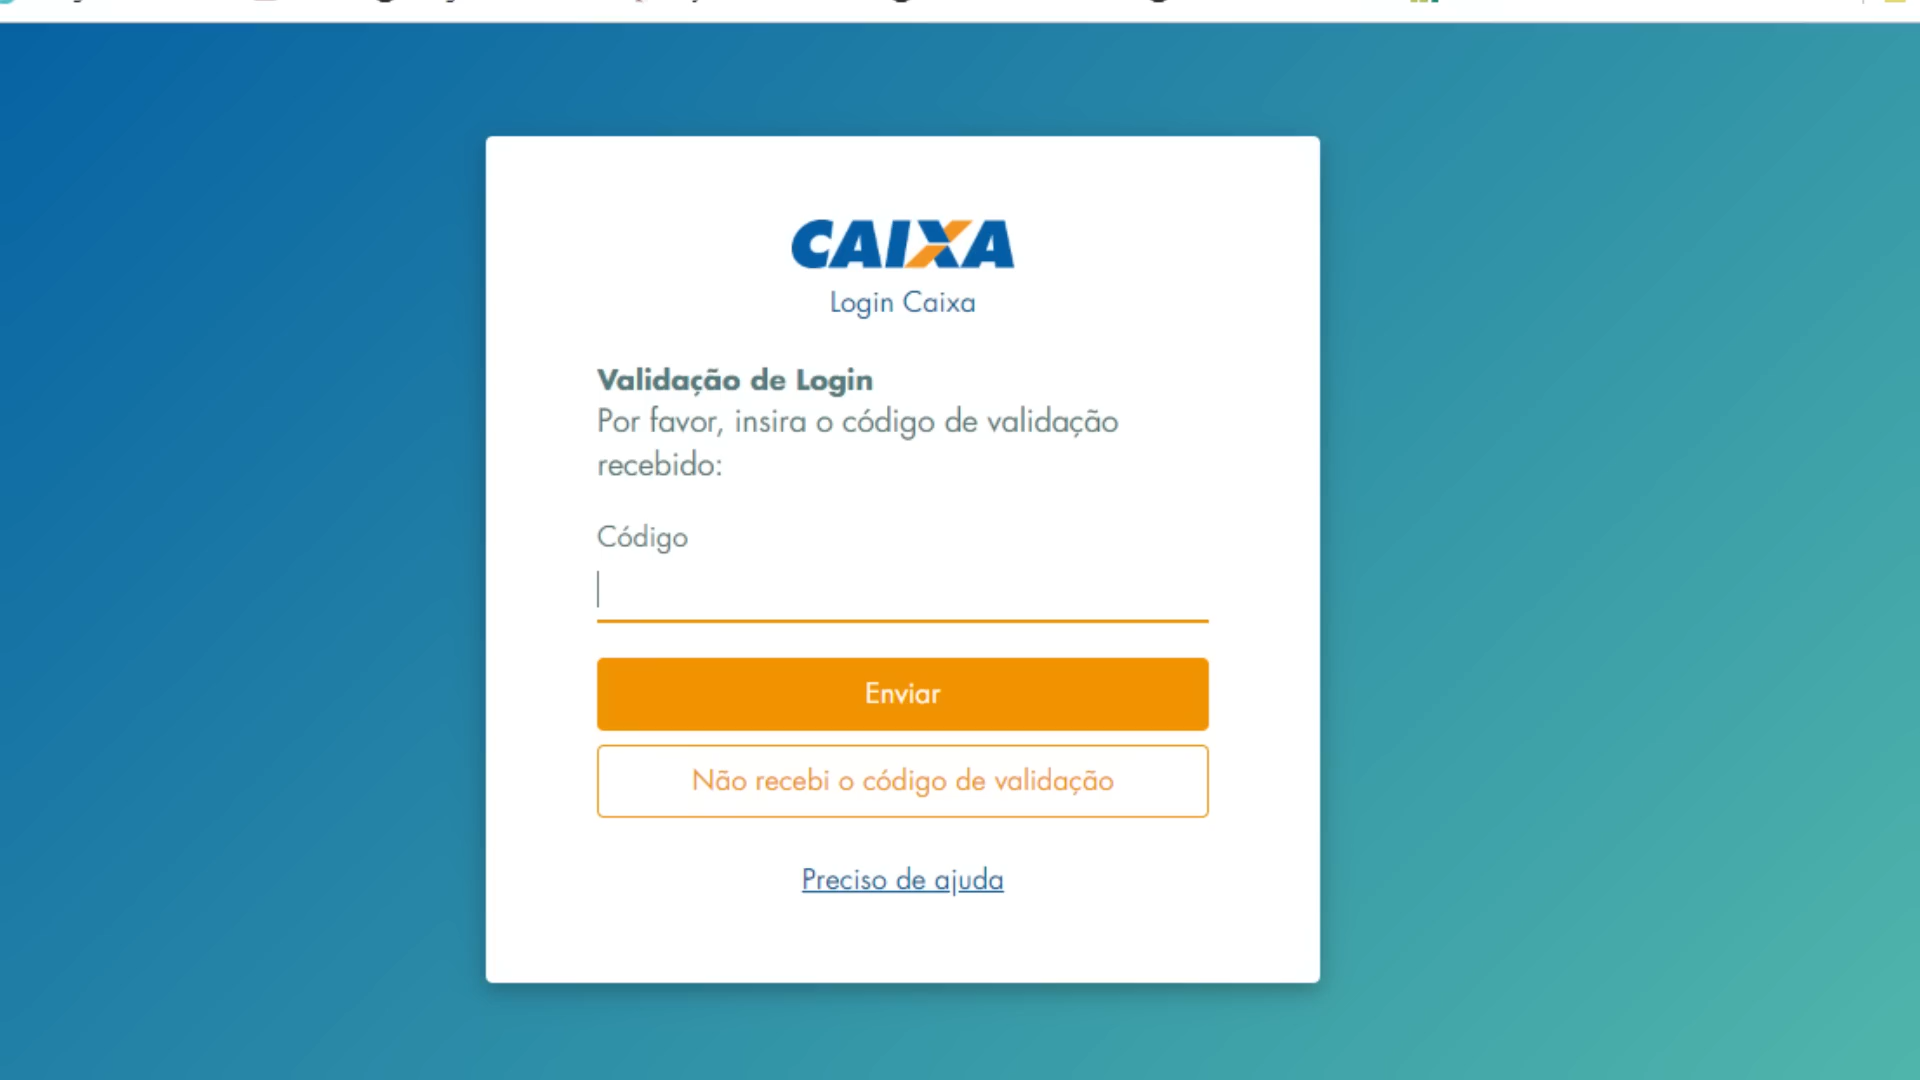 CAIXA
Login Caixa
Validação de Login
Por favor, insira o código de validação
recebido:
Código
Enviar
Não recebi o código de validação
Preciso de ajuda